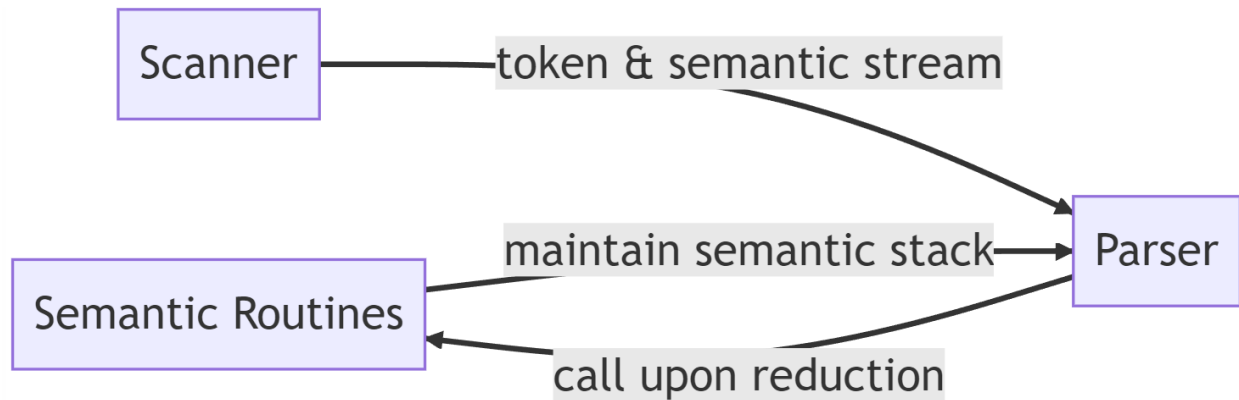 Scanner
token & semantic stream
maintain semantic stack
Parser
Semantic Routines
call upon reduction